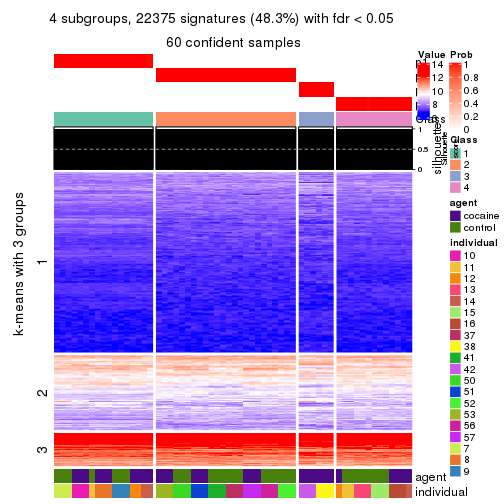 4 subgroups, 22375 signatures (48.3%) with fdr < 0.05
60 confident samples
k-means with 3 groups
1
2
3
p1
Class
silhouette
1
0.5
0
agent
individual
Value
14
12
10
8
Prob
1
0.8
0.6
0.4
0.2
0
Class
1
2
3
4
agent
cocaine
control
individual
10
11
12
13
14
15
16
37
38
41
42
50
51
52
53
56
57
7
8
9